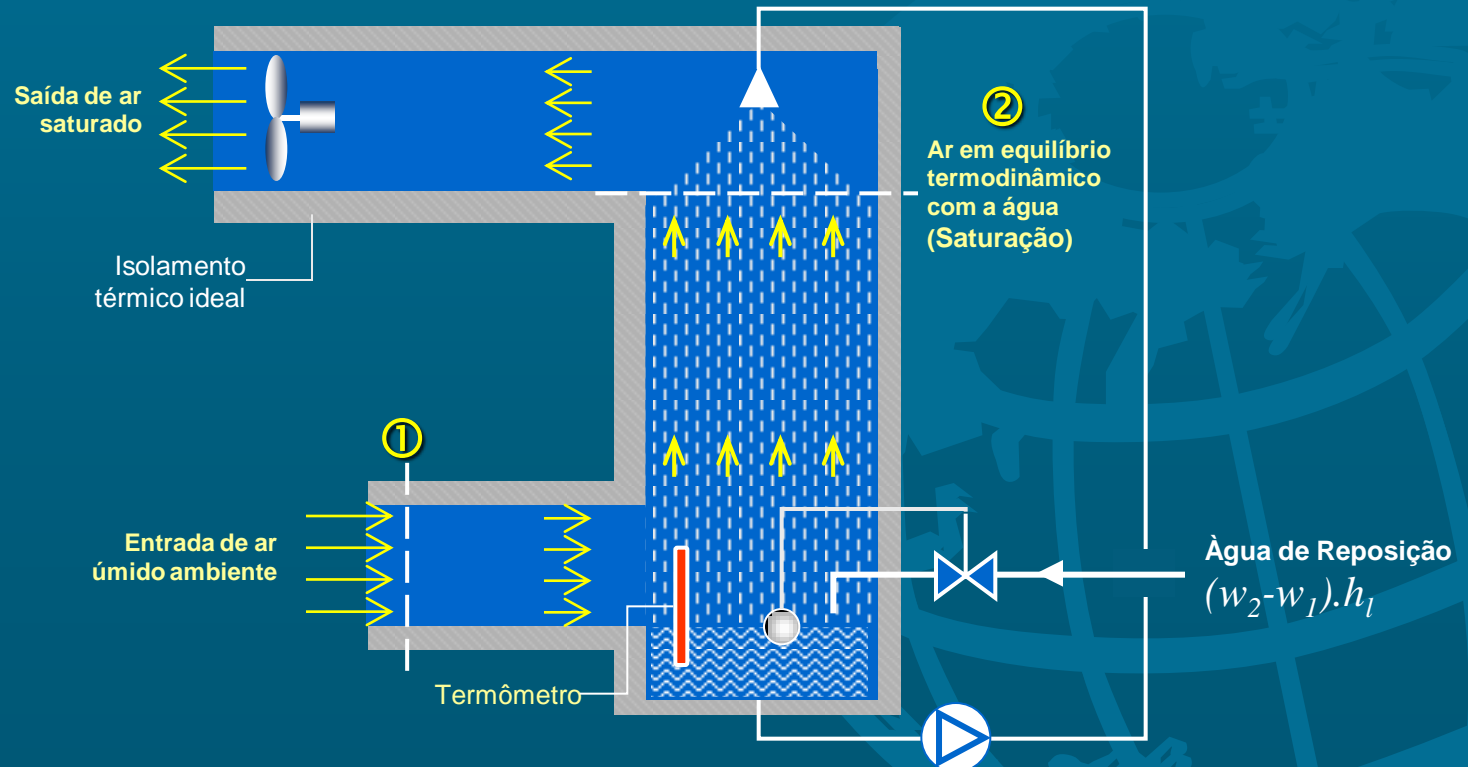 Saída de ar
saturado
②
Ar em equilíbrio
termodinâmico
com a água
(Saturação)
Isolamento
térmico ideal
①
Entrada de ar
úmido ambiente
Termômetro
Àgua de Reposição
(w₂-w₁).hₗ